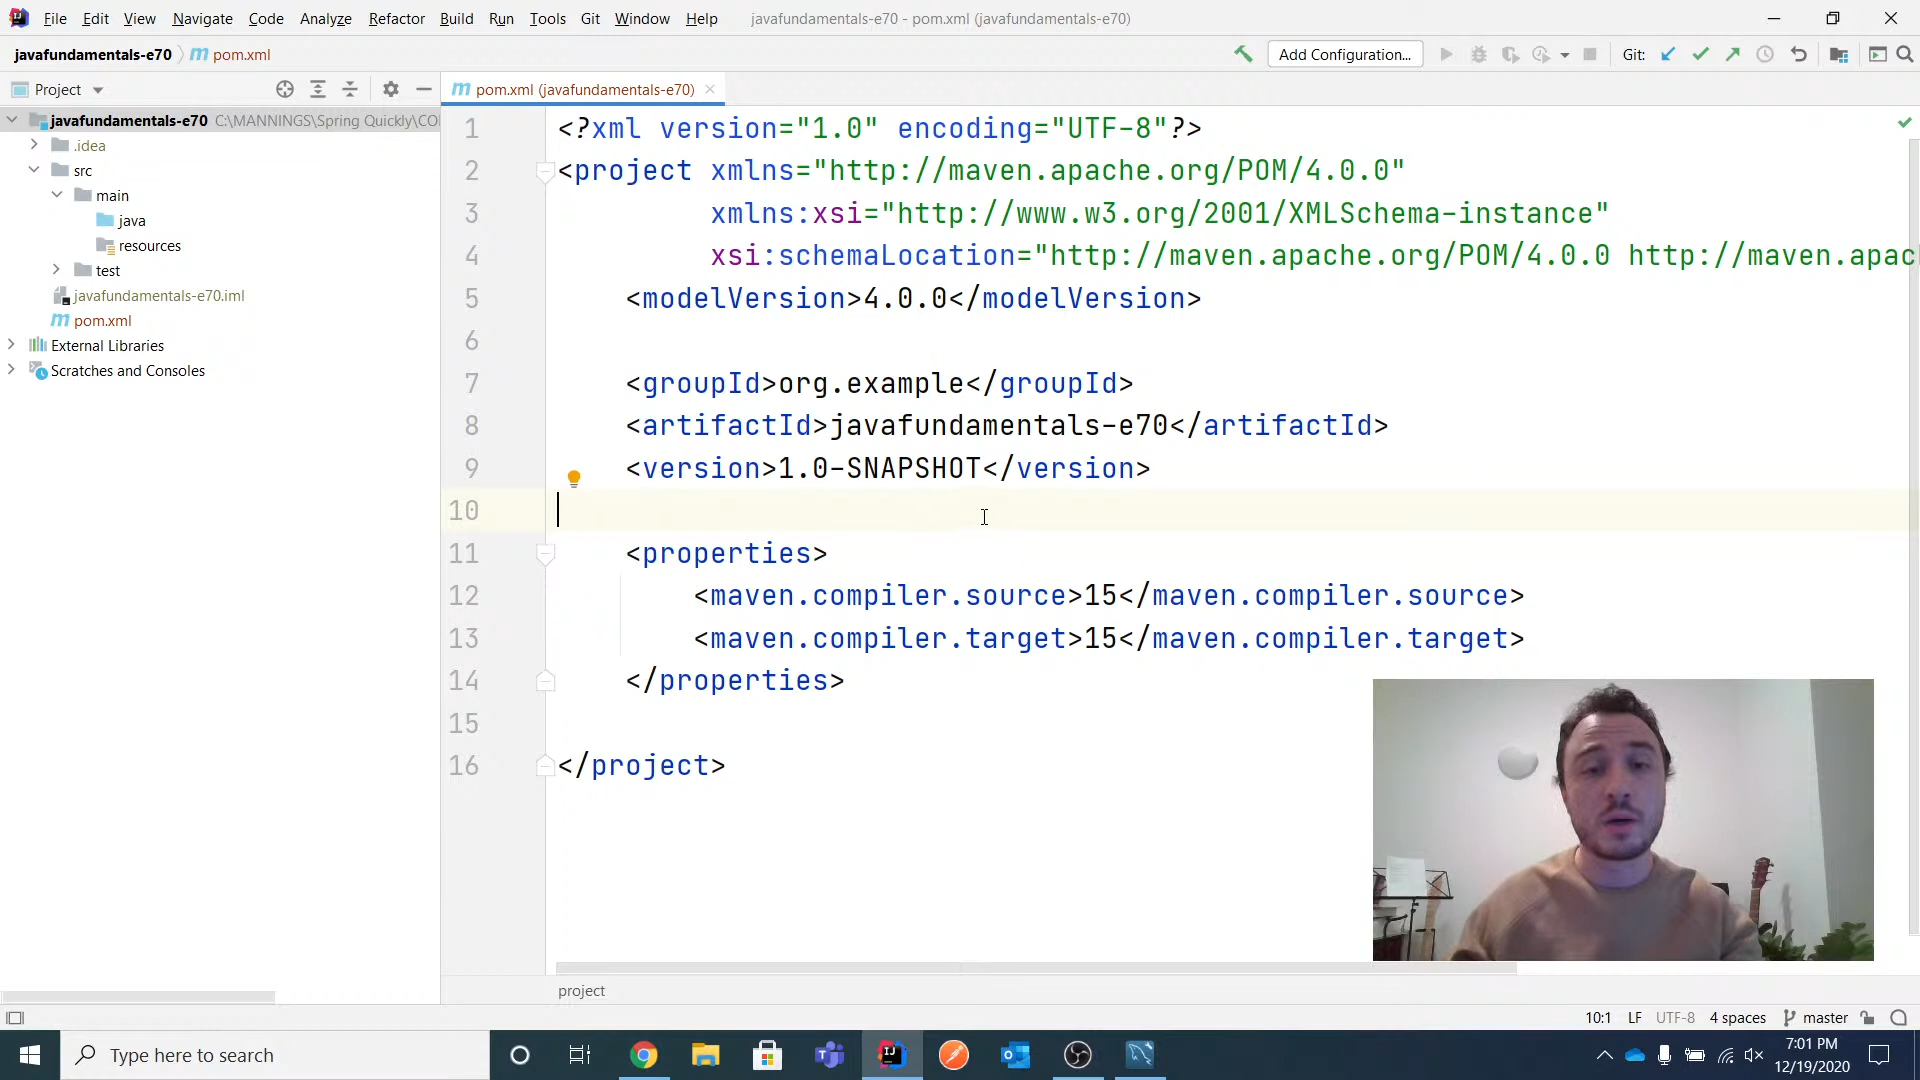 File Edit View Navigate Code Analyze Refactor Build Run Tools Git Window Help javafundamentals-e70 - pom.xml (javafundamentals-e70)
javafundamentals-e70 pom.xml Add Configuration... Git:
Project pom.xml (javafundamentals-e70)
javafundamentals-e70 C:\MANNINGS\Spring Quickly\CO
.idea
src
main
java
resources
test
javafundamentals-e70.iml
pom.xml
External Libraries
Scratches and Consoles
1 <?xml version="1.0" encoding="UTF-8"?>
2 <project xmlns="http://maven.apache.org/POM/4.0.0"
3 xmlns:xsi="http://www.w3.org/2001/XMLSchema-instance"
4 xsi:schemaLocation="http://maven.apache.org/POM/4.0.0 http://maven.apac
5 <modelVersion>4.0.0</modelVersion>
6
7 <groupId>org.example</groupId>
8 <artifactId>javafundamentals-e70</artifactId>
9 <version>1.0-SNAPSHOT</version>
10
11 <properties>
12 <maven.compiler.source>15</maven.compiler.source>
13 <maven.compiler.target>15</maven.compiler.target>
14 </properties>
15
16 </project>
project
10:1 LF UTF-8 4 spaces master
Type here to search
7:01 PM
12/19/2020